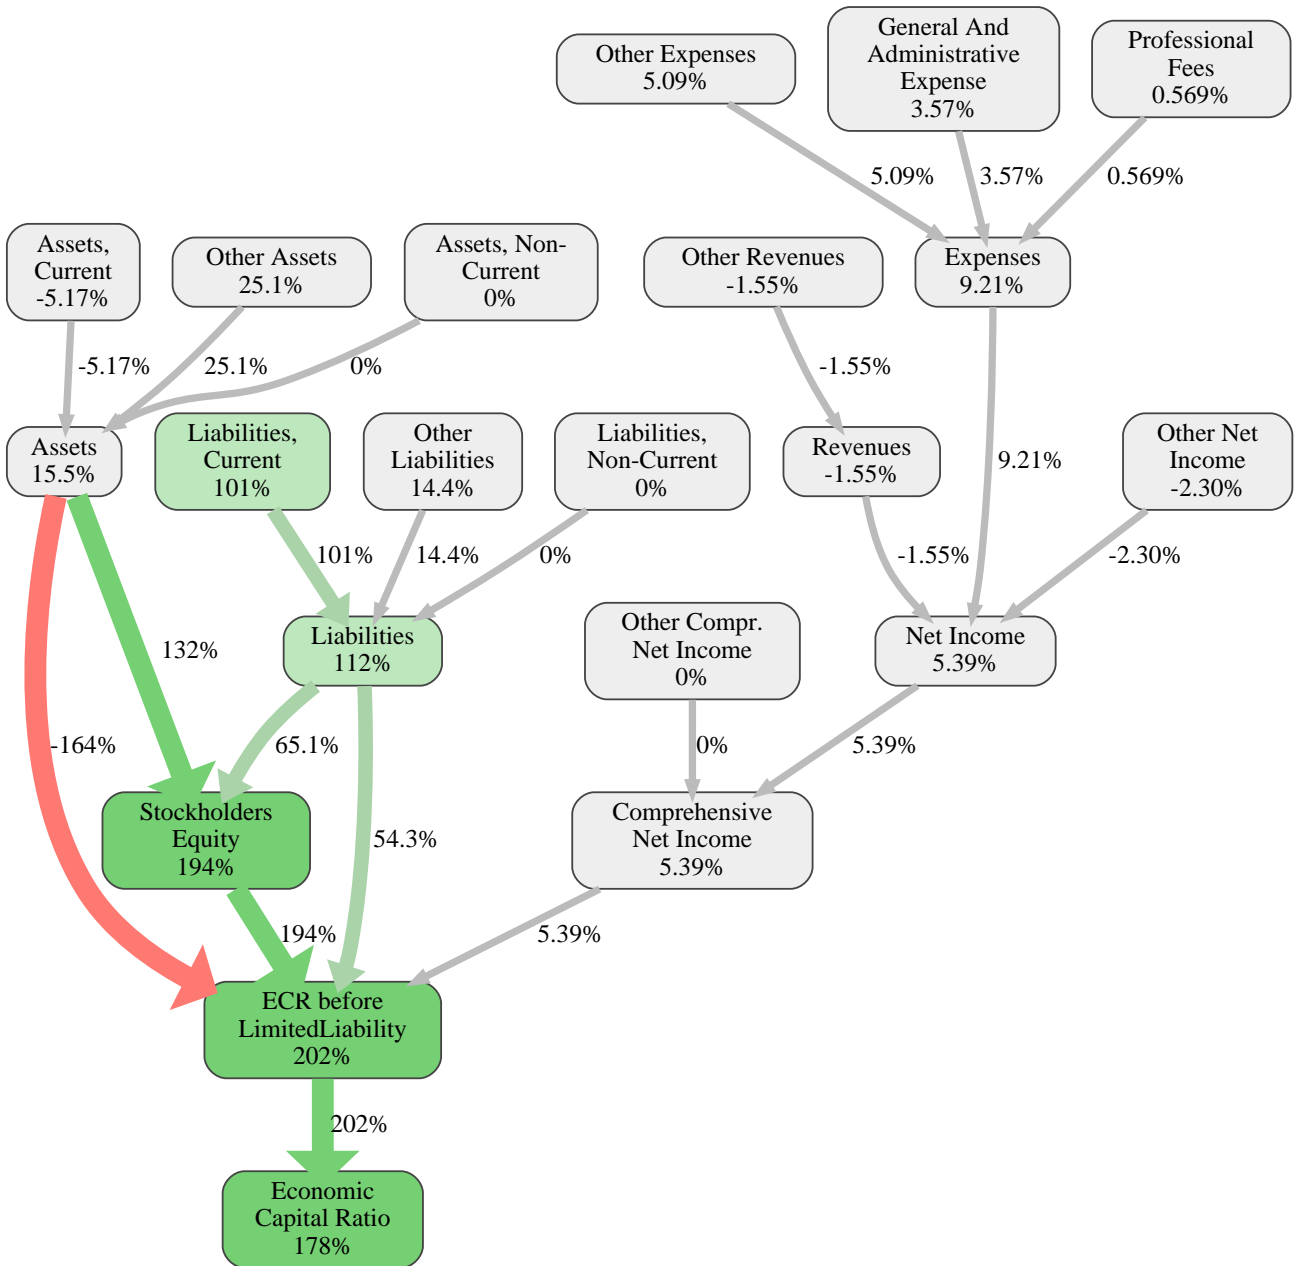 General And
Administrative
Expense
3.57%
Other Expenses
5.09%
Professional
Fees
0.569%
5.09%
3.57%
0.569%
Assets,
Current
-5.17%
Other Assets
25.1%
Assets, Non-
Current
0%
Other Revenues
-1.55%
Expenses
9.21%
-5.17%
25.1%
0%
-1.55%
Assets
15.5%
Liabilities,
Current
101%
Other
Liabilities
14.4%
Liabilities,
Non-Current
0%
Revenues
-1.55%
9.21%
Other Net
Income
-2.30%
101%
14.4%
0%
-1.55%
-2.30%
Liabilities
112%
Other Compr.
Net Income
0%
Net Income
5.39%
132%
-164%
65.1%
0%
5.39%
Stockholders
Equity
194%
54.3%
Comprehensive
Net Income
5.39%
194%
5.39%
ECR before
LimitedLiability
202%
202%
Economic
Capital Ratio
178%